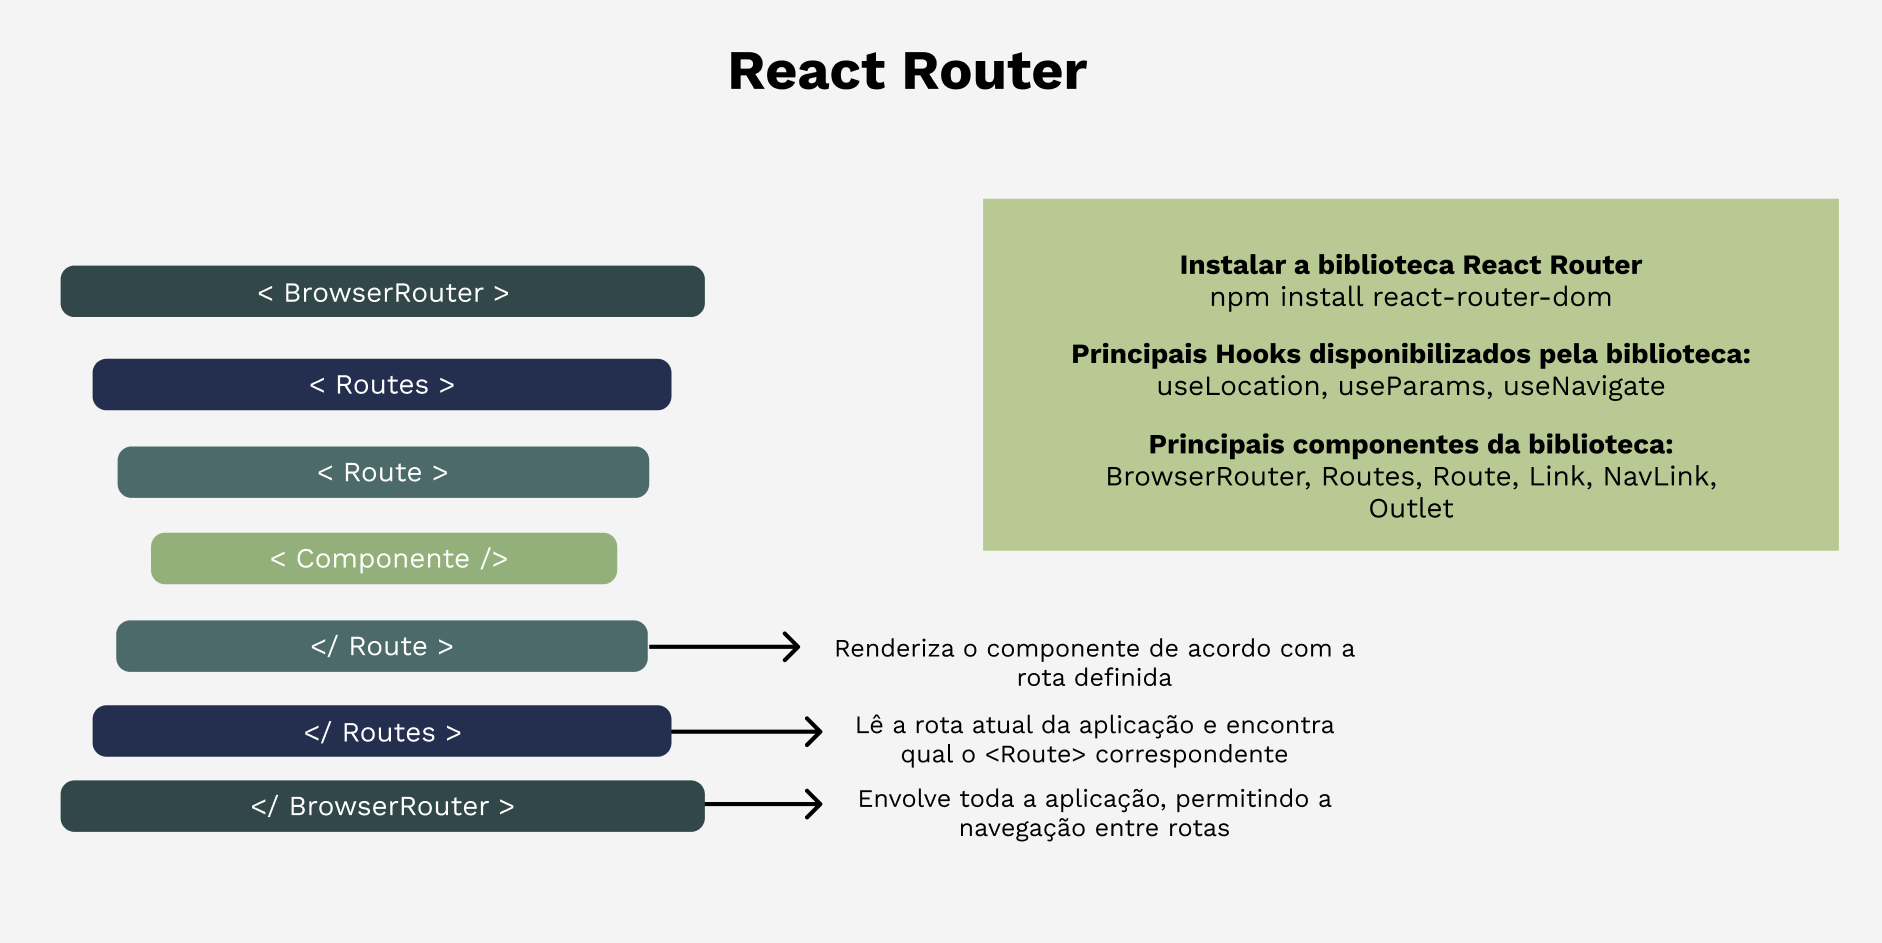 React Router
< BrowserRouter >
< Routes >
< Route >
< Componente />
</ Route >
</ Routes >
</ BrowserRouter >
Instalar a biblioteca React Router
npm install react-router-dom
Principais Hooks disponibilizados pela biblioteca:
useLocation, useParams, useNavigate
Principais componentes da biblioteca:
BrowserRouter, Routes, Route, Link, NavLink,
Outlet
Renderiza o componente de acordo com a
rota definida
Lê a rota atual da aplicação e encontra
qual o <Route> correspondente
Envolve toda a aplicação, permitindo a
navegação entre rotas